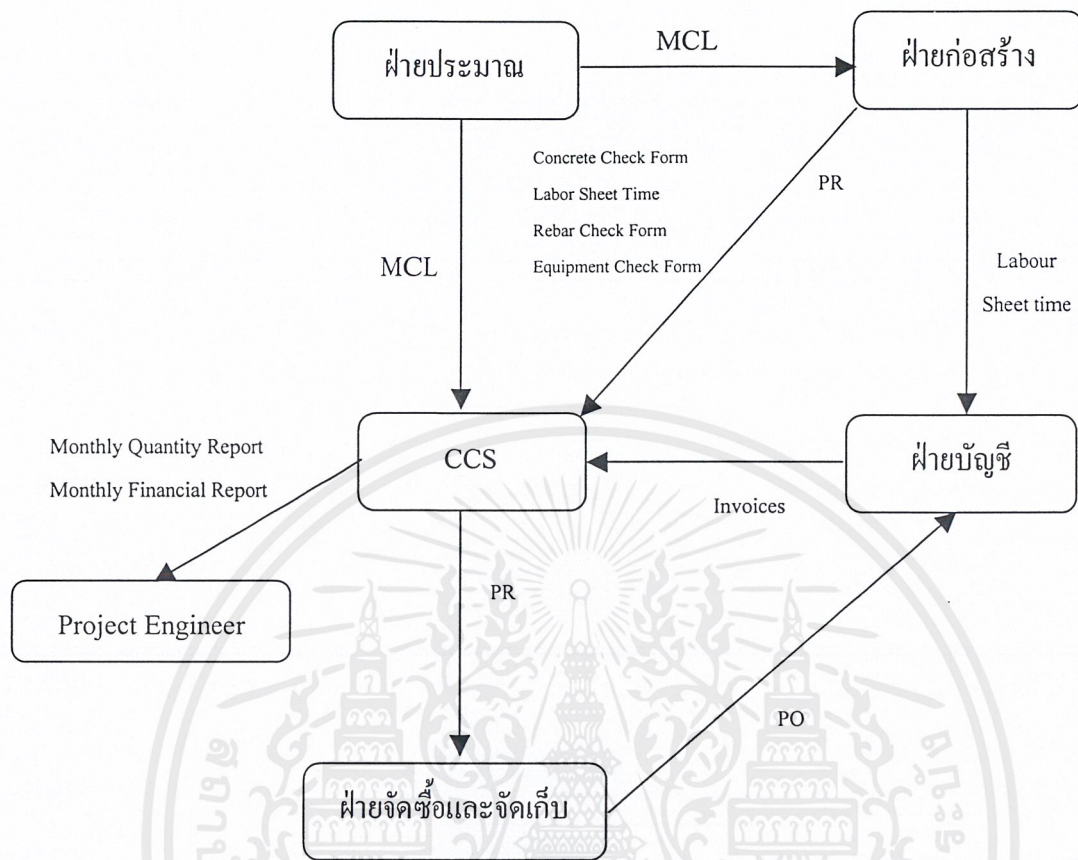 ฝ่ายประมาณ
MCL
ฝ่ายก่อสร้าง
Concrete Check Form
Labor Sheet Time
Rebar Check Form
Equipment Check Form
PR
MCL
Labour
Sheet time
Monthly Quantity Report
Monthly Financial Report
CCS
ฝ่ายบัญชี
Invoices
Project Engineer
PR
PO
ฝ่ายจัดซื้อและจัดเก็บ